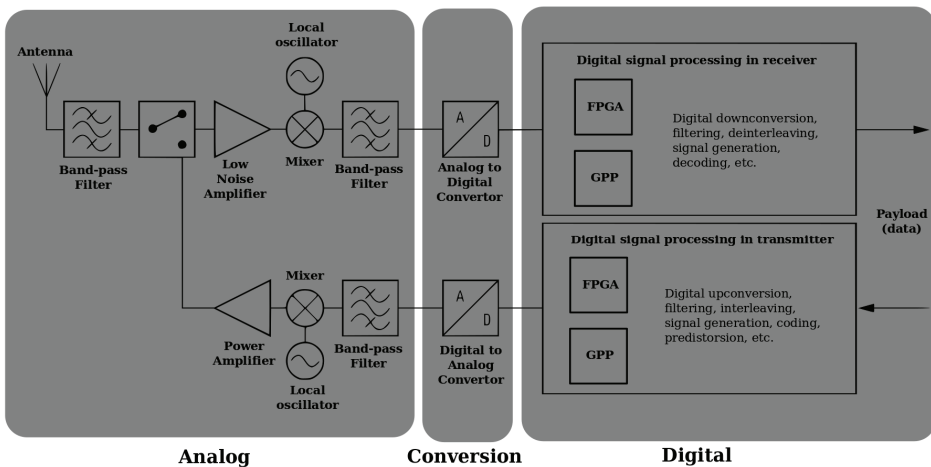 Antenna
Local
oscillator
Band-pass
Filter
Low
Noise
Amplifier
Mixer
Band-pass
Filter
A
D
Analog to
Digital
Convertor
Digital signal processing in receiver
FPGA
GPP
Digital downconversion,
filtering, deinterleaving,
signal generation,
decoding, etc.
Payload
(data)
Power
Amplifier
Mixer
Local
oscillator
Band-pass
Filter
A
D
Digital to
Analog
Convertor
Digital signal processing in transmitter
FPGA
GPP
Digital upconversion,
filtering, interleaving,
signal generation, coding,
predistorsion, etc.
Analog
Conversion
Digital